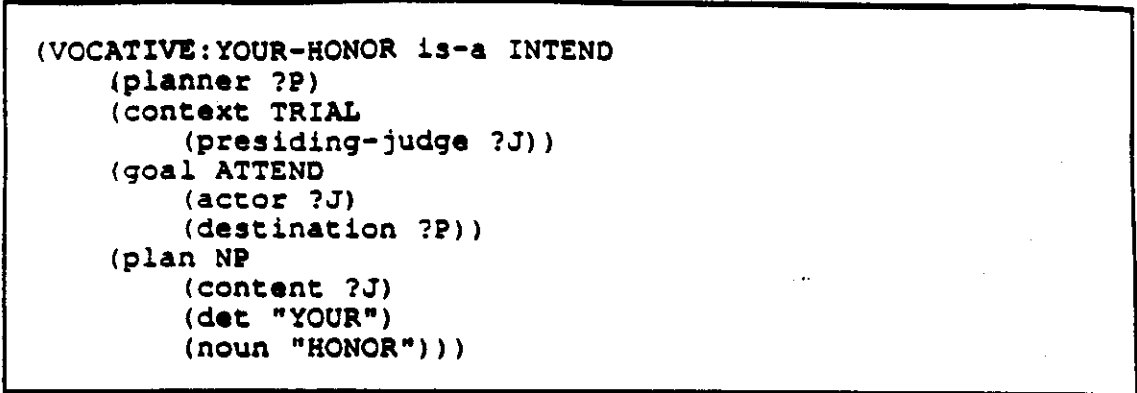 (VOCATIVE:YOUR-HONOR is-a INTEND
    (planner ?P)
    (context TRIAL
        (presiding-judge ?J))
    (goal ATTEND
        (actor ?J)
        (destination ?P))
    (plan NP
        (content ?J)
        (det "YOUR")
        (noun "HONOR")))